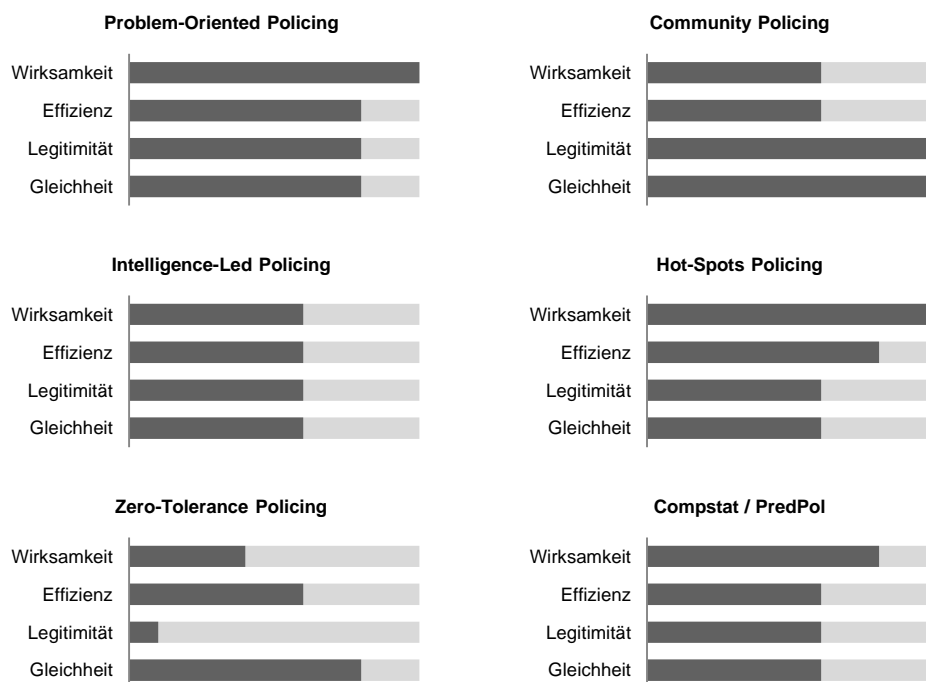 Problem-Oriented Policing
Wirksamkeit
Effizienz
Legitimität
Gleichheit
Community Policing
Wirksamkeit
Effizienz
Legitimität
Gleichheit
Intelligence-Led Policing
Wirksamkeit
Effizienz
Legitimität
Gleichheit
Hot-Spots Policing
Wirksamkeit
Effizienz
Legitimität
Gleichheit
Zero-Tolerance Policing
Wirksamkeit
Effizienz
Legitimität
Gleichheit
Compstat / PredPol
Wirksamkeit
Effizienz
Legitimität
Gleichheit